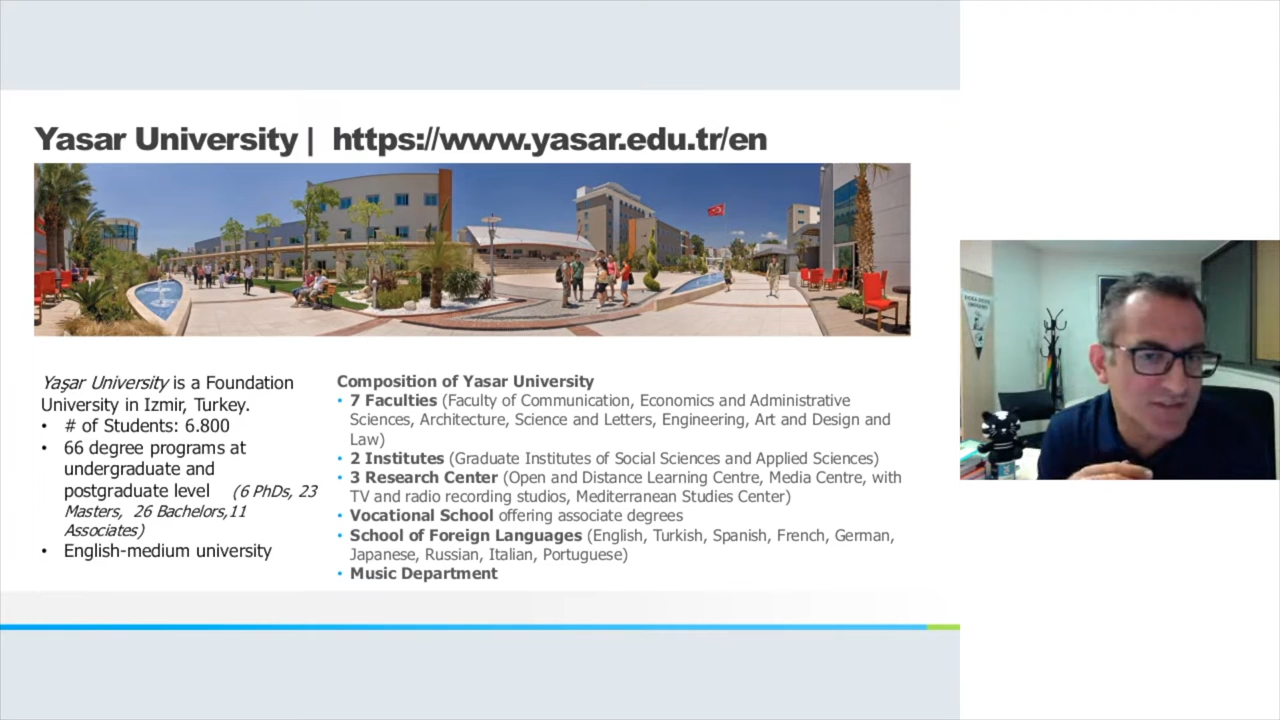 Yasar University | https://www.yasar.edu.tr/en
Yaşar University is a Foundation
University in Izmir, Turkey.
• # of Students: 6.800
• 66 degree programs at
undergraduate and
postgraduate level (6 PhDs, 23
Masters, 26 Bachelors,11
Associates)
• English-medium university
Composition of Yasar University
• 7 Faculties (Faculty of Communication, Economics and Administrative
Sciences, Architecture, Science and Letters, Engineering, Art and Design and
Law)
• 2 Institutes (Graduate Institutes of Social Sciences and Applied Sciences)
• 3 Research Center (Open and Distance Learning Centre, Media Centre, with
TV and radio recording studios, Mediterranean Studies Center)
• Vocational School offering associate degrees
• School of Foreign Languages (English, Turkish, Spanish, French, German,
Japanese, Russian, Italian, Portuguese)
• Music Department